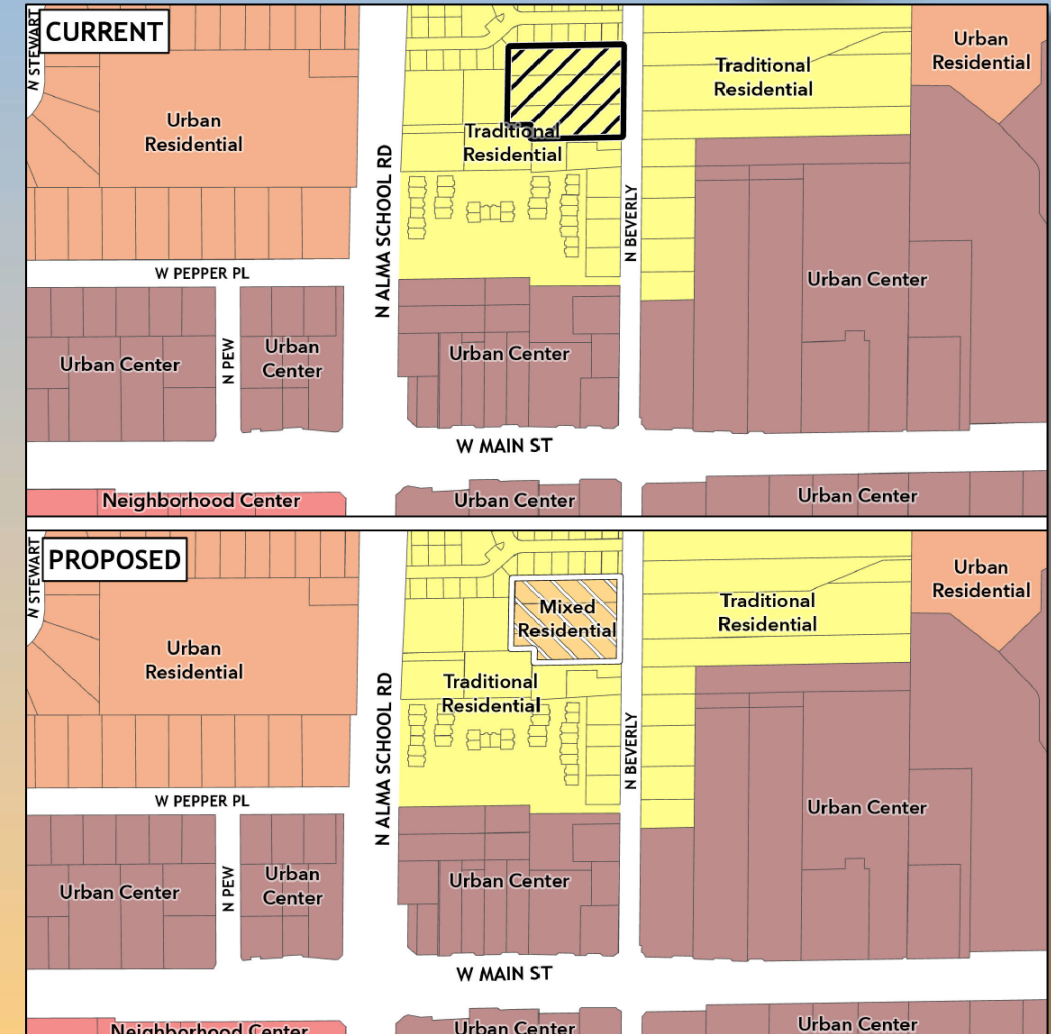 CURRENT
N STEWART
Urban
Residential
Traditional
Residential
Traditional
Residential
Urban
Residential
N ALMA SCHOOL RD
N BEVERLY
W PEPPER PL
Urban Center
N PEW
Urban
Center
Urban Center
Urban Center
W MAIN ST
Neighborhood Center
Urban Center
Urban Center
PROPOSED
N STEWART
Urban
Residential
Mixed
Residential
Traditional
Residential
Traditional
Residential
Urban
Residential
N ALMA SCHOOL RD
N BEVERLY
W PEPPER PL
Urban Center
N PEW
Urban
Center
Urban Center
Urban Center
W MAIN ST
Neighborhood Center
Urban Center
Urban Center